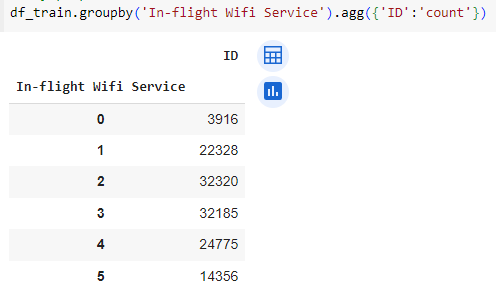 df_train.groupby('In-flight Wifi Service').agg({'ID':'count'})
ID
In-flight Wifi Service
0 3916
1 22328
2 32320
3 32185
4 24775
5 14356